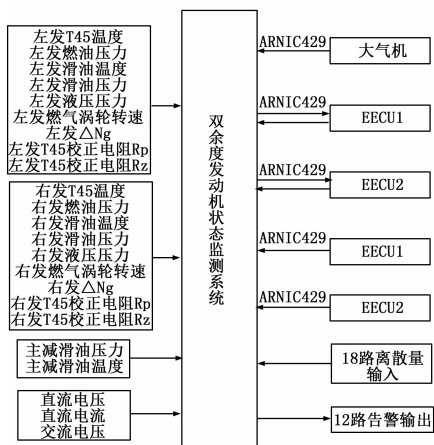 左发T45温度
左发燃油压力
左发滑油温度
左发滑油压力
左发液压压力
左发燃气涡轮转速
左发△Ng
左发T45校正电阻Rp
左发T45校正电阻Rz
右发T45温度
右发燃油压力
右发滑油温度
右发滑油压力
右发液压压力
右发燃气涡轮转速
右发△Ng
右发T45校正电阻Rp
右发T45校正电阻Rz
主减滑油压力
主减滑油温度
直流电压
直流电流
交流电压
双余度发动机状态监测系统
ARNIC429
大气机
ARNIC429
EECU1
ARNIC429
EECU2
ARNIC429
EECU1
ARNIC429
EECU2
18路离散量
输入
12路告警输出